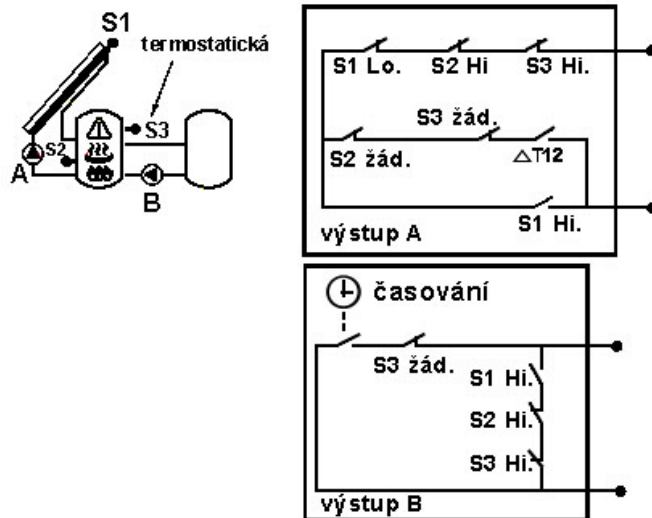 S1
termostatická
S3
S2
A
B
S1 Lo. S2 Hi S3 Hi.
S3 žád.
S2 žád. △T12
S1 Hi.
výstup A
časování
S3 žád.
S1 Hi.
S2 Hi.
S3 Hi.
výstup B